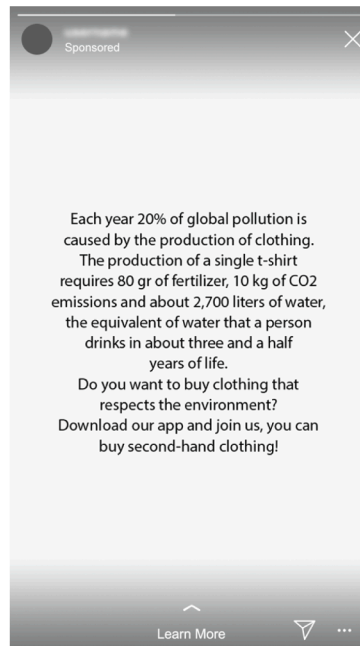 Sponsored
Each year 20% of global pollution is
caused by the production of clothing.
The production of a single t-shirt
requires 80 gr of fertilizer, 10 kg of CO2
emissions and about 2,700 liters of water,
the equivalent of water that a person
drinks in about three and a half
years of life.
Do you want to buy clothing that
respects the environment?
Download our app and join us, you can
buy second-hand clothing!
Learn More